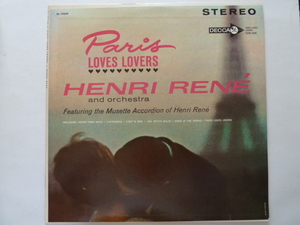 STEREO
Paris
LOVES LOVERS
DECCA
HENRI RENÉ
and orchestra
Featuring the Musette Accordion of Henri René